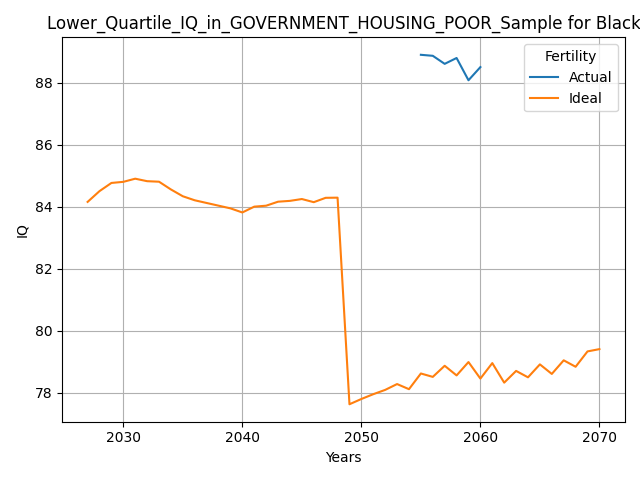 Lower_Quartile_IQ_in_GOVERNMENT_HOUSING_POOR_Sample for Black
Fertility
Actual
Ideal
88
86
84
82
80
78
IQ
2030
2040
2050
2060
2070
Years